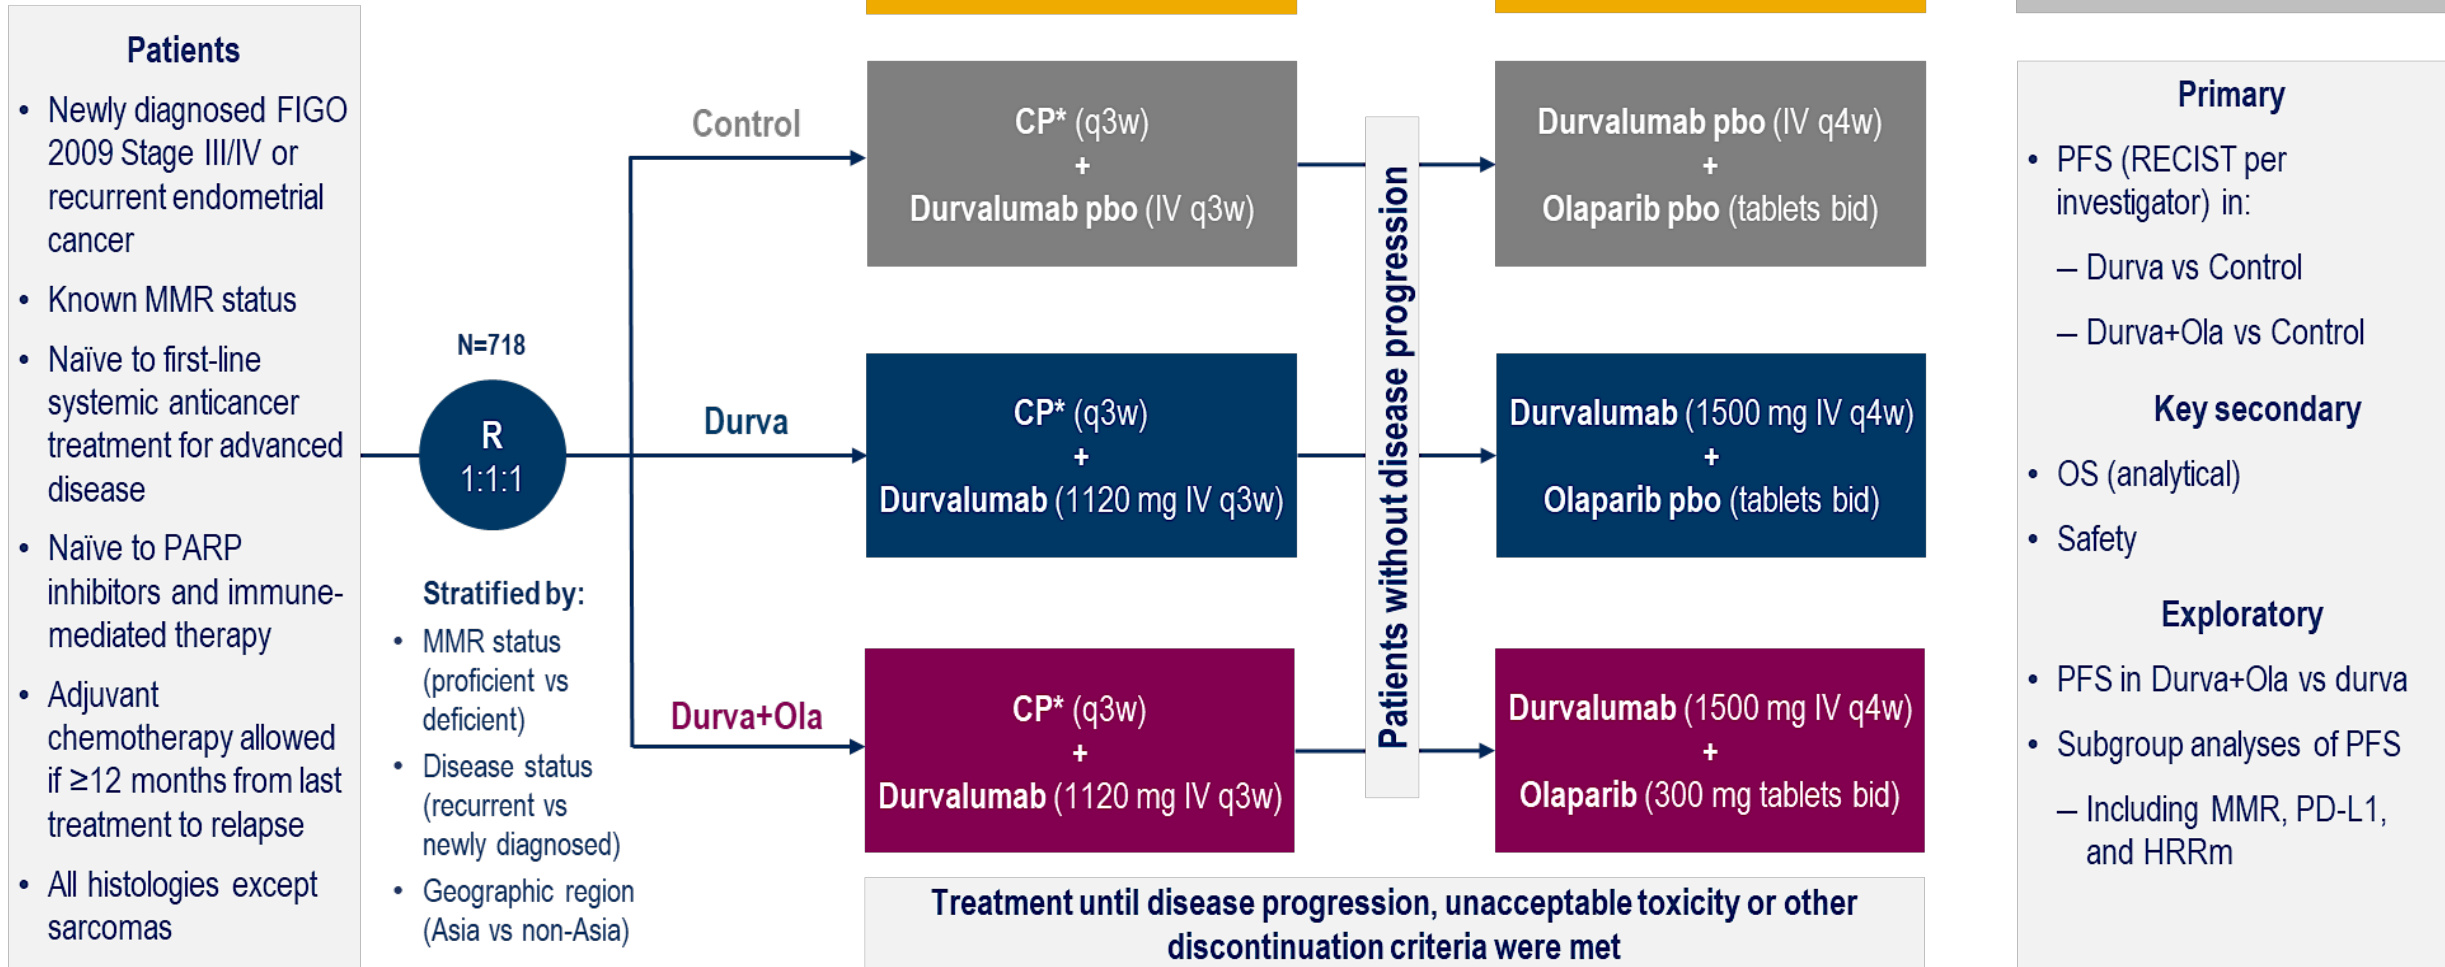 Patients
• Newly diagnosed FIGO
2009 Stage III/IV or
recurrent endometrial
cancer
• Known MMR status
• Naïve to first-line
systemic anticancer
treatment for advanced
disease
• Naïve to PARP
inhibitors and immune-
mediated therapy
• Adjuvant
chemotherapy allowed
if ≥12 months from last
treatment to relapse
• All histologies except
sarcomas
N=718
R
1:1:1
Stratified by:
• MMR status
(proficient vs
deficient)
• Disease status
(recurrent vs
newly diagnosed)
• Geographic region
(Asia vs non-Asia)
Control
CP* (q3w)
+
Durvalumab pbo (IV q3w)
Durva
CP* (q3w)
+
Durvalumab (1120 mg IV q3w)
Durva+Ola
CP* (q3w)
+
Durvalumab (1120 mg IV q3w)
Patients without disease progression
Durvalumab pbo (IV q4w)
+
Olaparib pbo (tablets bid)
Durvalumab (1500 mg IV q4w)
+
Olaparib pbo (tablets bid)
Durvalumab (1500 mg IV q4w)
+
Olaparib (300 mg tablets bid)
Treatment until disease progression, unacceptable toxicity or other
discontinuation criteria were met
Primary
• PFS (RECIST per
investigator) in:
– Durva vs Control
– Durva+Ola vs Control
Key secondary
• OS (analytical)
• Safety
Exploratory
• PFS in Durva+Ola vs durva
• Subgroup analyses of PFS
– Including MMR, PD-L1,
and HRRm